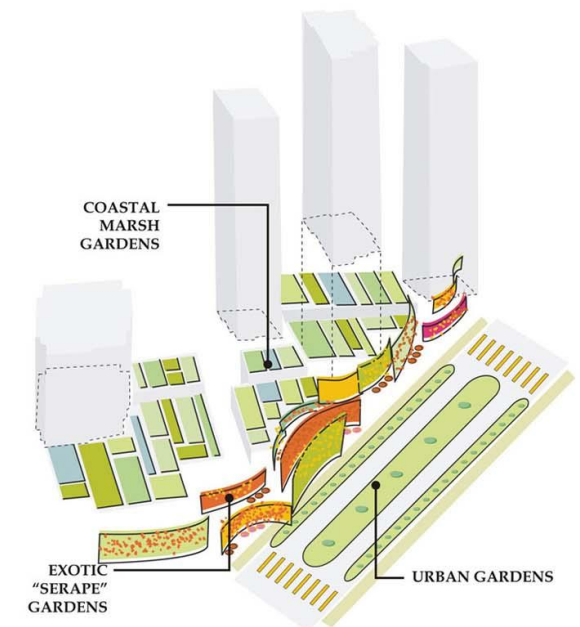 COASTAL
MARSH
GARDENS
EXOTIC
“SERAPE”
GARDENS
URBAN GARDENS